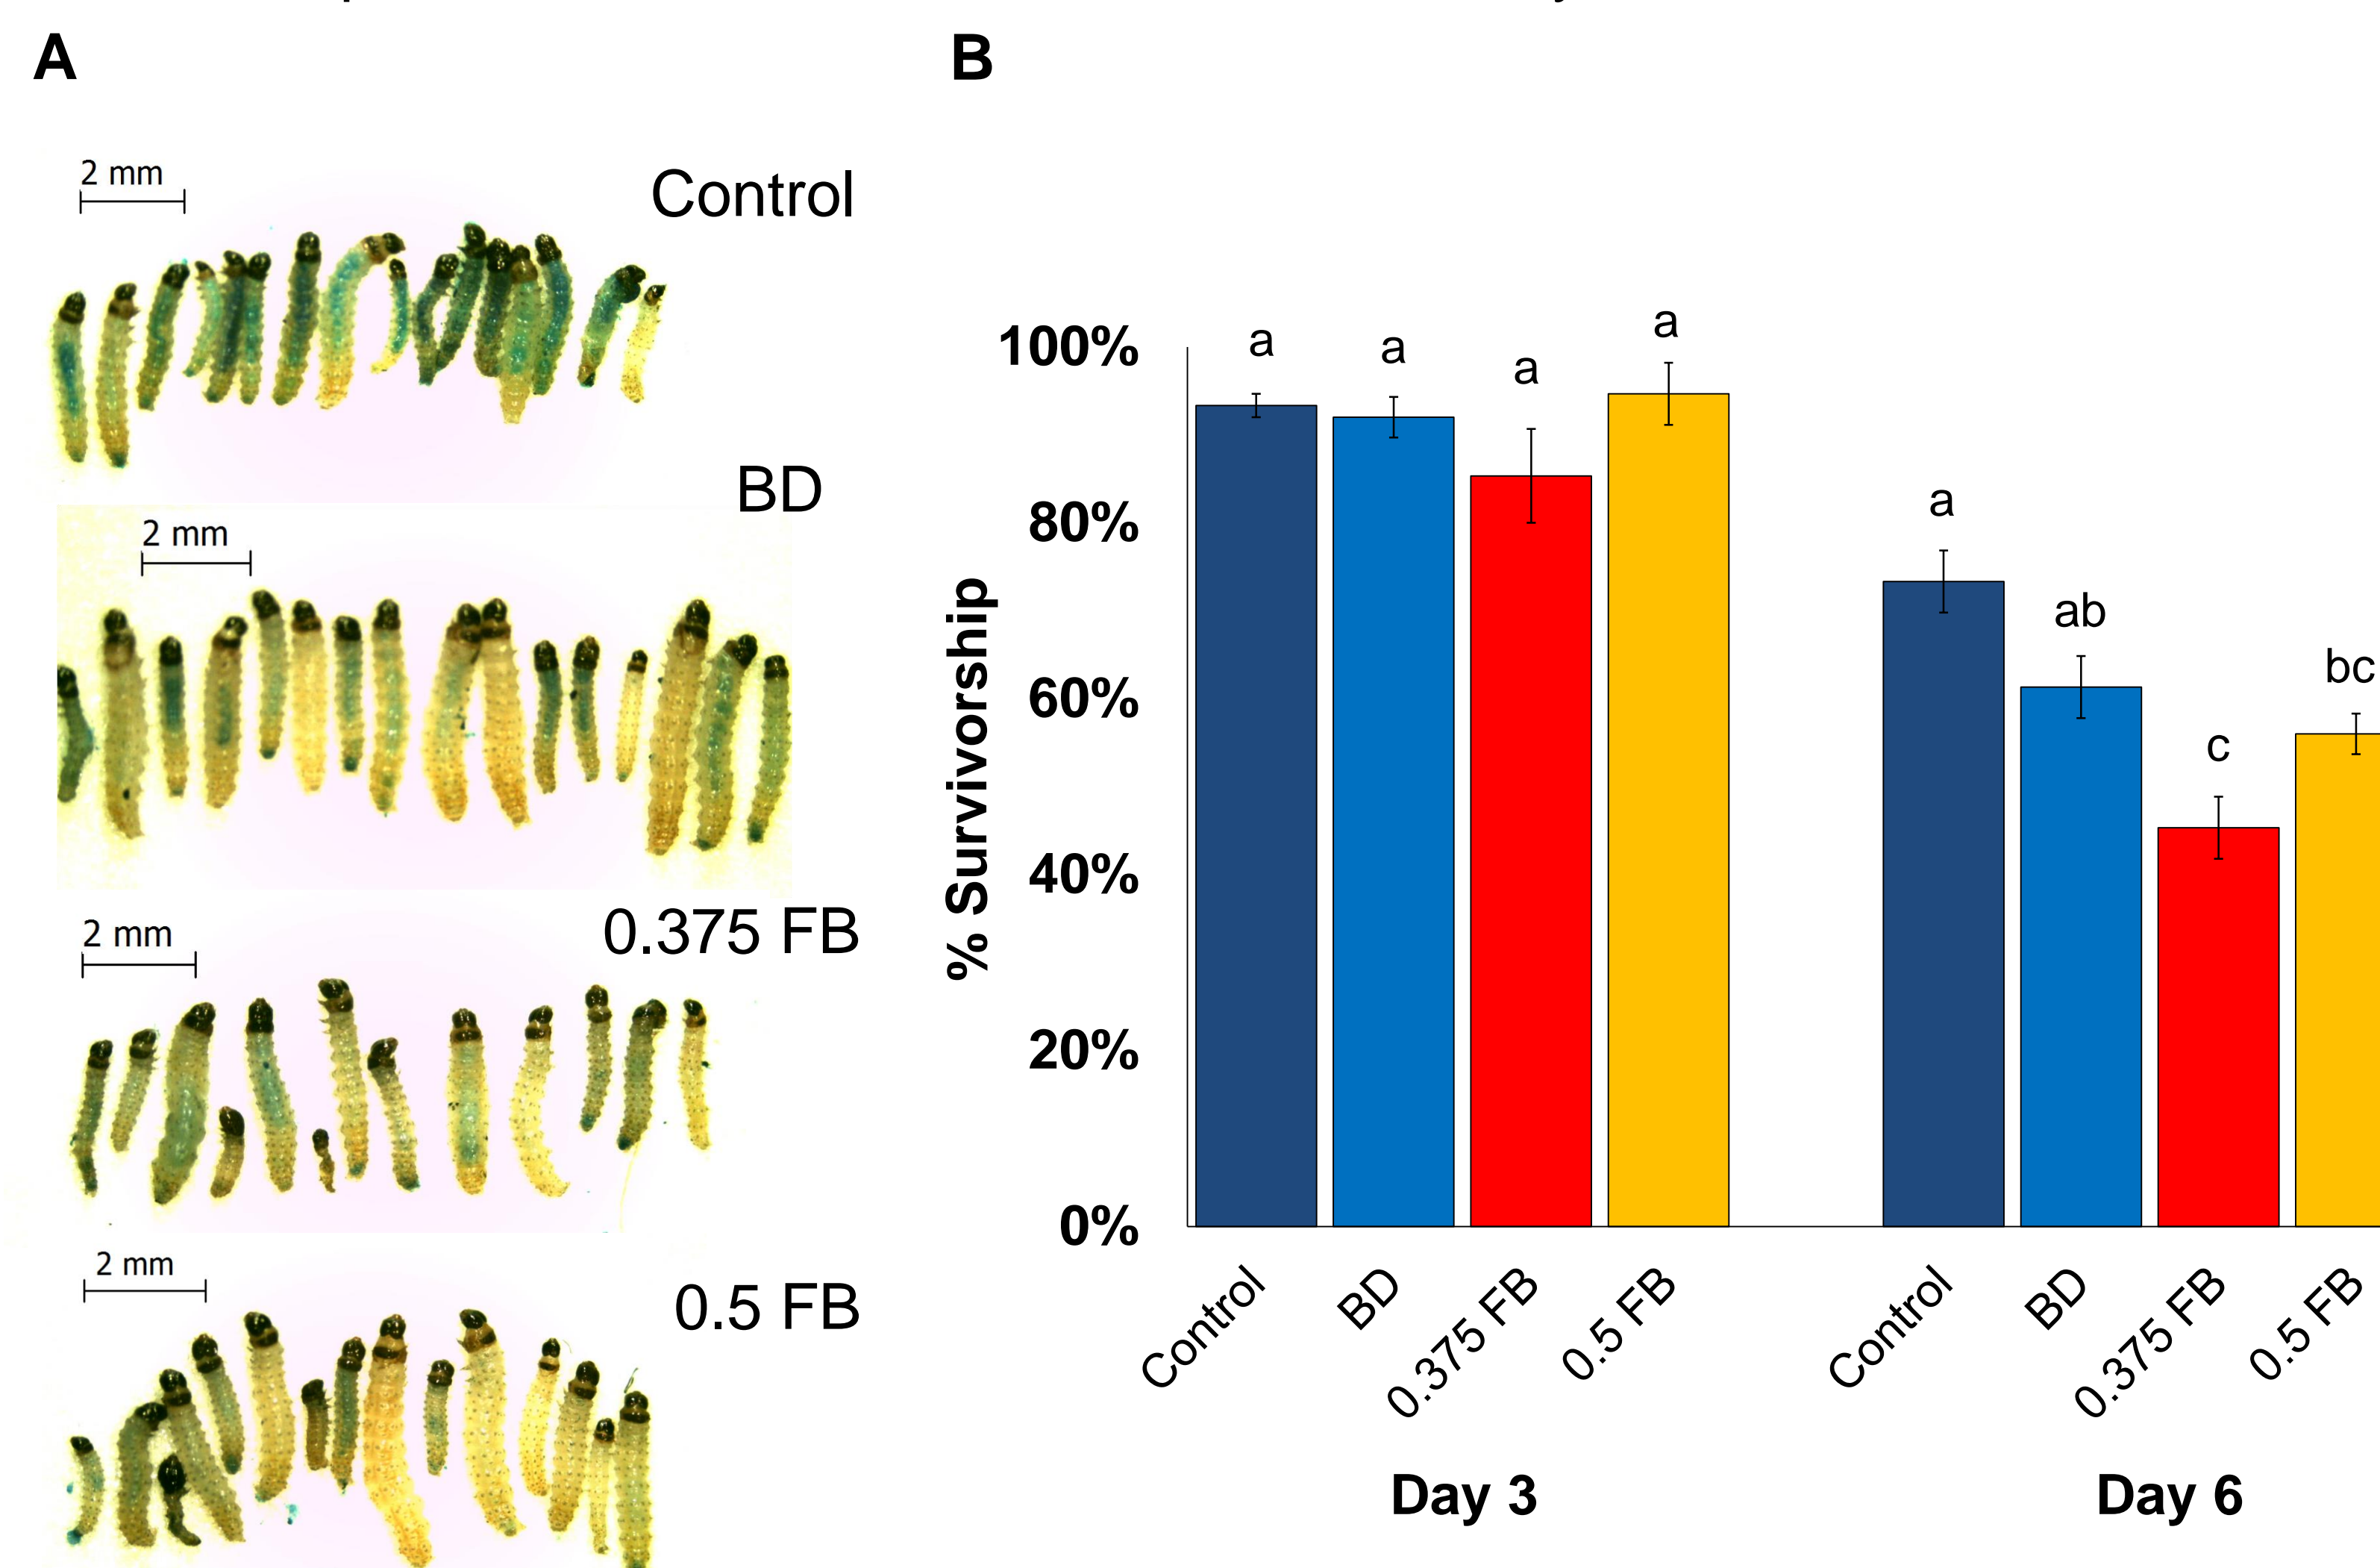 A
2 mm
Control
BD
2 mm
0.375 FB
2 mm
2 mm
0.5 FB
B
% Survivorship
100%
80%
60%
40%
20%
0%
a
a
a
a
a
ab
c
bc
Control
BD
0.375 FB
0.5 FB
Control
BD
0.375 FB
0.5 FB
Day 3
Day 6